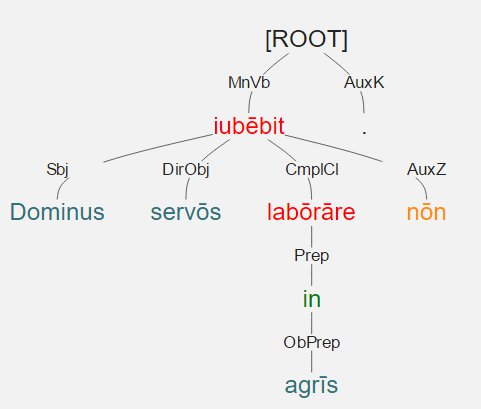 [ROOT]
MnVb AuxK
iubēbit .
Sbj DirObj CmplCl AuxZ
Dominus servōs labōrāre nōn
Prep
in
ObPrep
agrīs